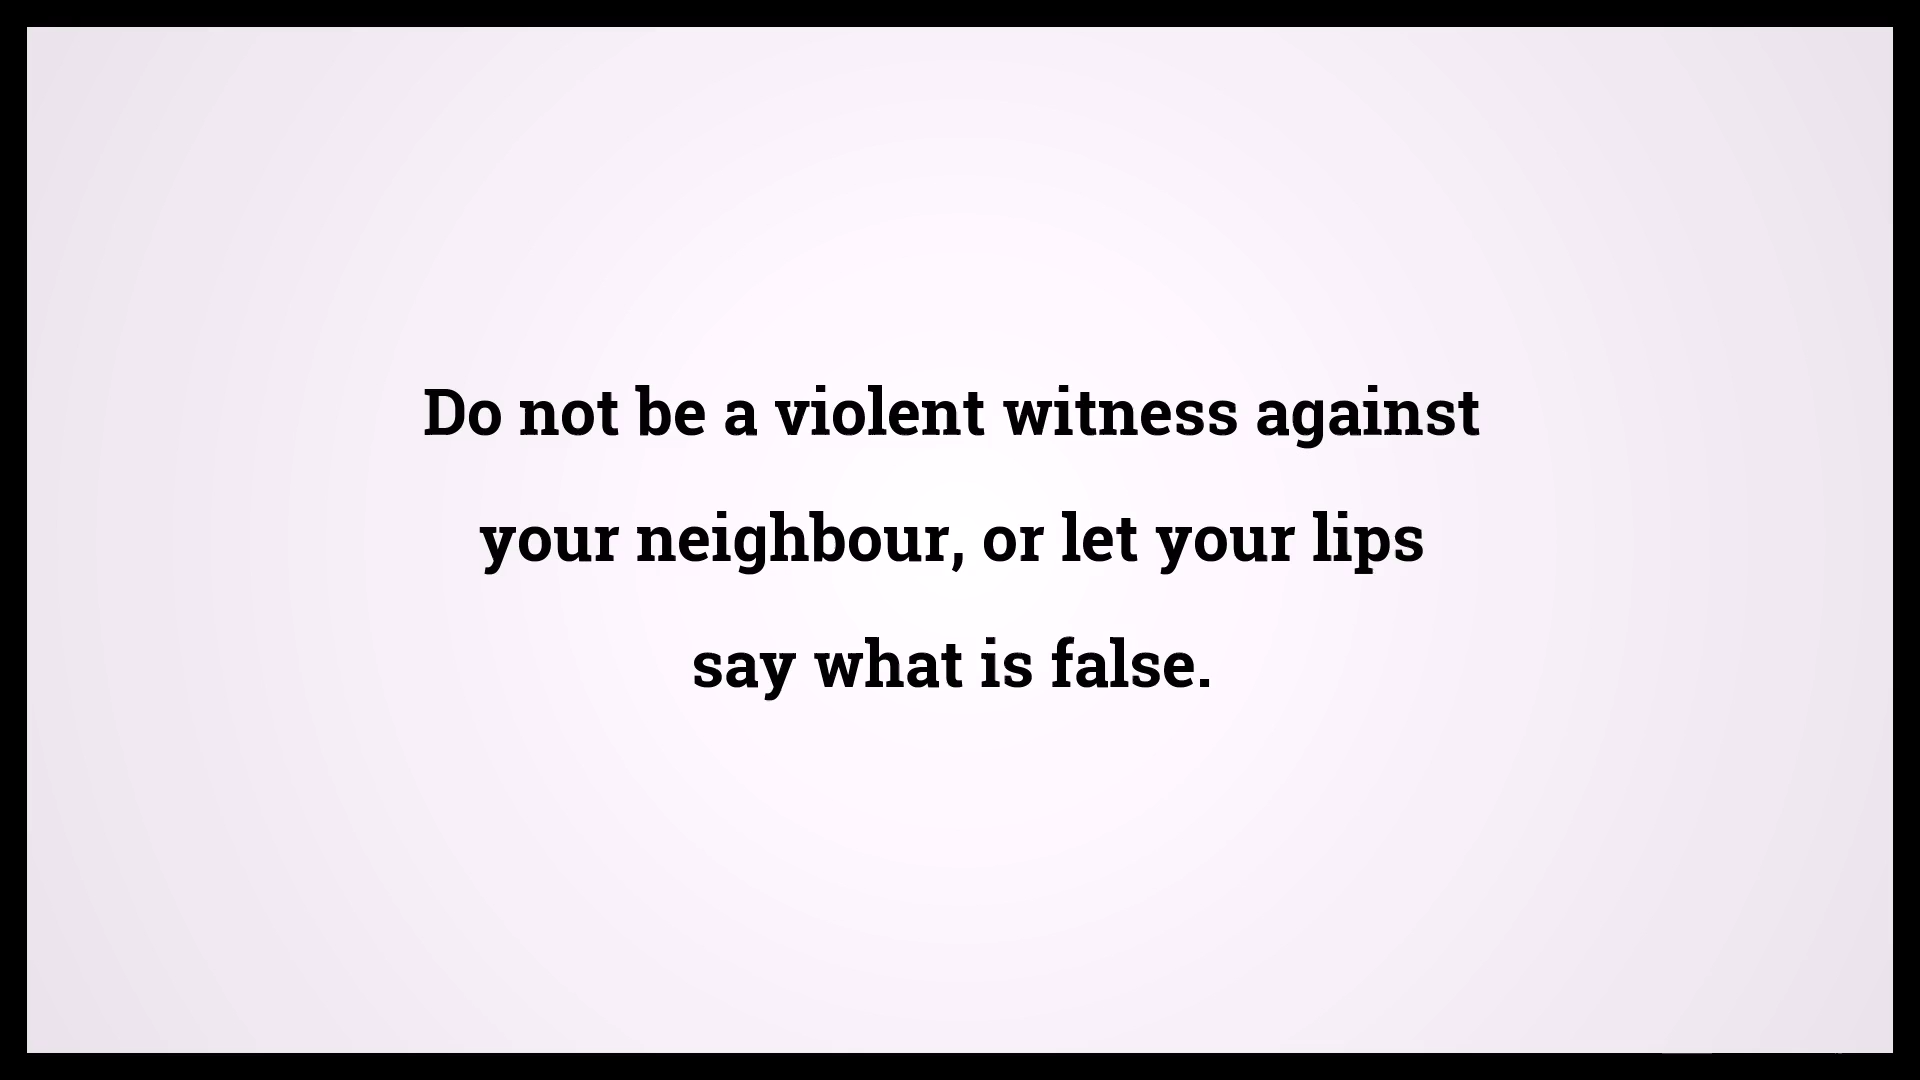 Do not be a violent witness against
your neighbour, or let your lips
say what is false.